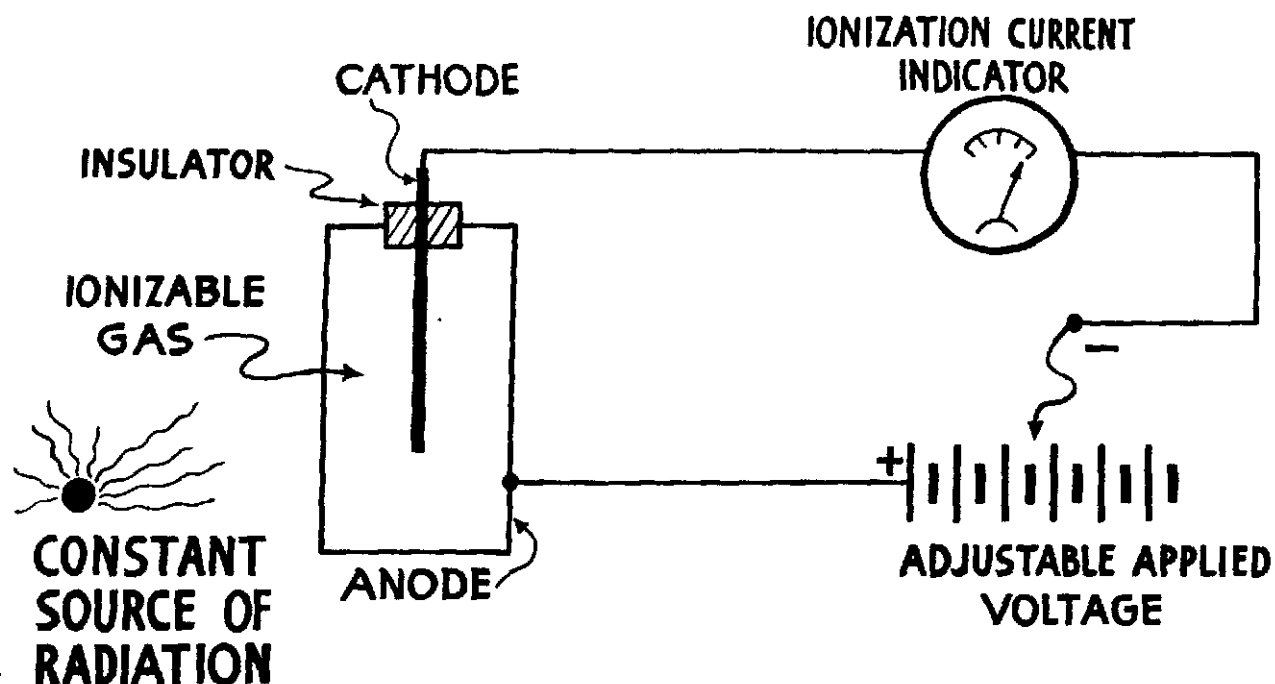 IONIZATION CURRENT
INDICATOR
CATHODE
INSULATOR
IONIZABLE
GAS
−
+
CONSTANT
SOURCE OF
RADIATION
ANODE
ADJUSTABLE APPLIED
VOLTAGE